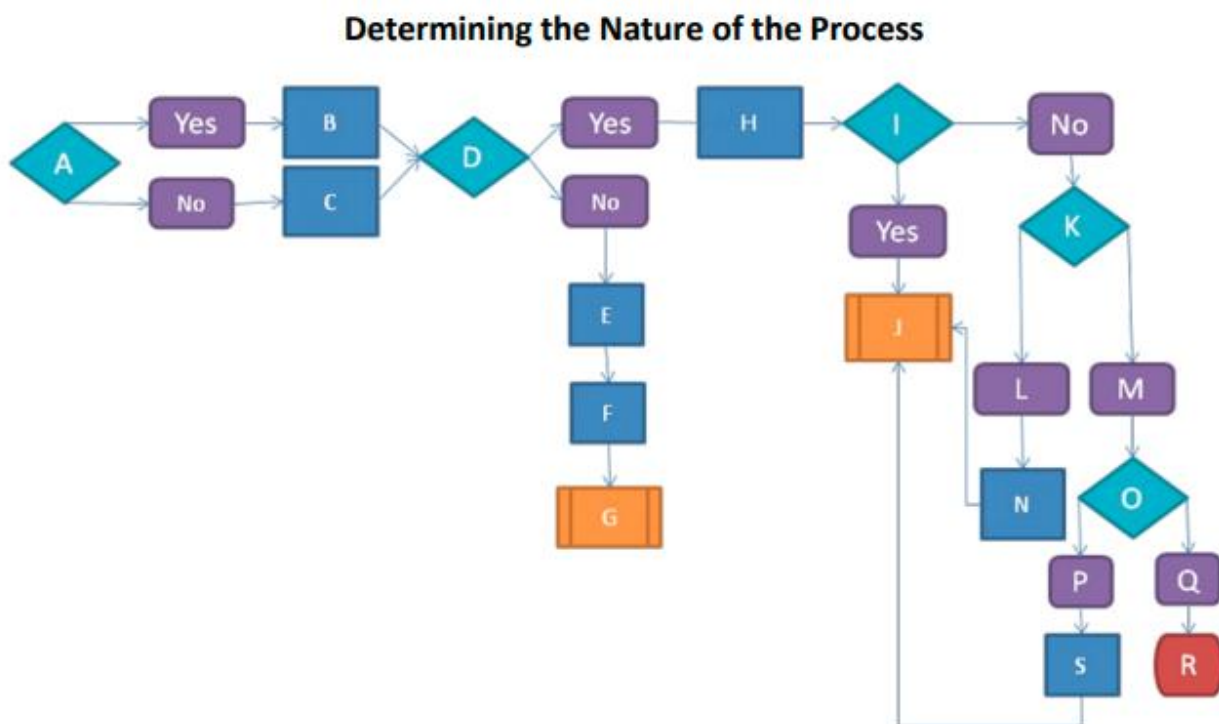 Determining the Nature of the Process
Yes
B
H
I
No
A
D
Yes
No
C
No
Yes
K
E
J
L
M
F
N
O
G
P
Q
S
R